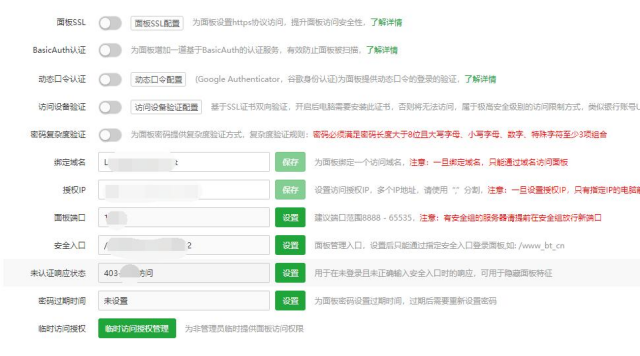 面板SSL 面板SSL配置 为面板设置https协议访问，提升面板访问安全性，了解详情
BasicAuth认证 为面板增加一道基于BasicAuth的认证服务，有效防止面板被扫描，了解详情
动态口令认证 动态口令配置 (Google Authenticator，谷歌身份认证)为面板提供动态口令的登录的验证，了解详情
访问设备验证 访问设备验证配置 基于SSL证书双向验证，开启后电脑需要安装此证书，否则将无法访问，属于极高安全级别的访问限制方式，类似银行账号U
密码复杂度验证 为面板密码提供复杂度验证方式，复杂度验证规则：密码必须满足密码长度大于8位且大写字母、小写字母、数字、特殊字符至少3项组合
绑定域名 L 保存 为面板绑定一个访问域名，注意：一旦绑定域名，只能通过域名访问面板
授权IP 保存 设置访问授权IP，多个IP地址，请使用 "," 分割，注意：一旦设置授权IP，只有指定IP的电脑能
面板端口 1 设置 建议端口范围8888 - 65535，注意：有安全组的服务器请提前在安全组放行新端口
安全入口 / 2 设置 面板管理入口，设置后只能通过指定安全入口登录面板,如: /www_bt_cn
未认证响应状态 403- 访问 设置 用于在未登录且未正确输入安全入口时的响应，可用于隐藏面板特征
密码过期时间 未设置 设置 为面板密码设置过期时间，过期后需要重新设置密码
临时访问授权 临时访问授权管理 为非管理员临时提供面板访问权限